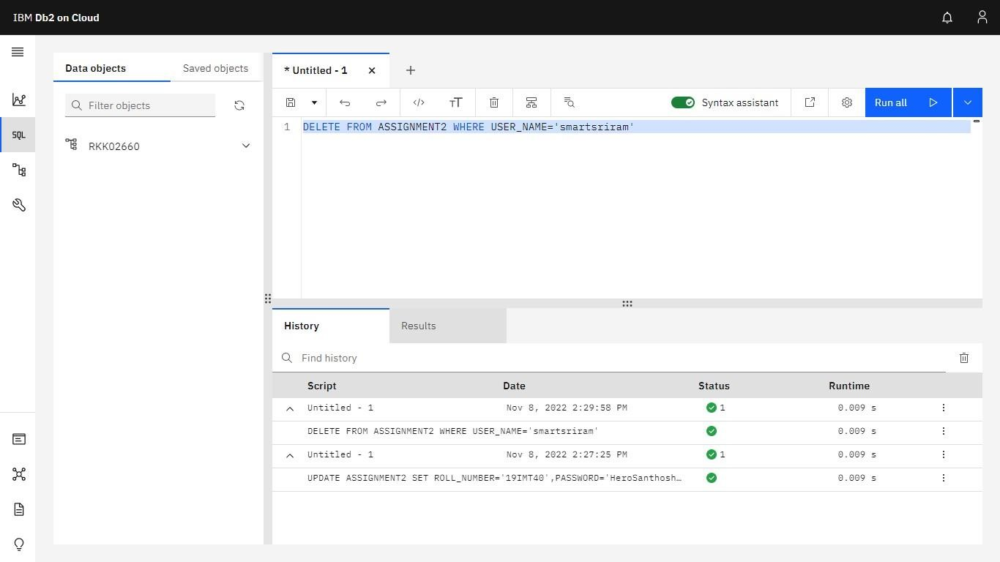 IBM Db2 on Cloud
Data objects
Saved objects
Filter objects
RKK02660
SQL
* Untitled - 1
Syntax assistant
Run all
1 DELETE FROM ASSIGNMENT2 WHERE USER_NAME='smartsriram'
History
Results
Find history
Script Date Status Runtime
Untitled - 1 Nov 8, 2022 2:29:58 PM 1 0.009 s
DELETE FROM ASSIGNMENT2 WHERE USER_NAME='smartsriram' 0.009 s
Untitled - 1 Nov 8, 2022 2:27:25 PM 1 0.009 s
UPDATE ASSIGNMENT2 SET ROLL_NUMBER='19IMT40',PASSWORD='HeroSanthosh… 0.009 s